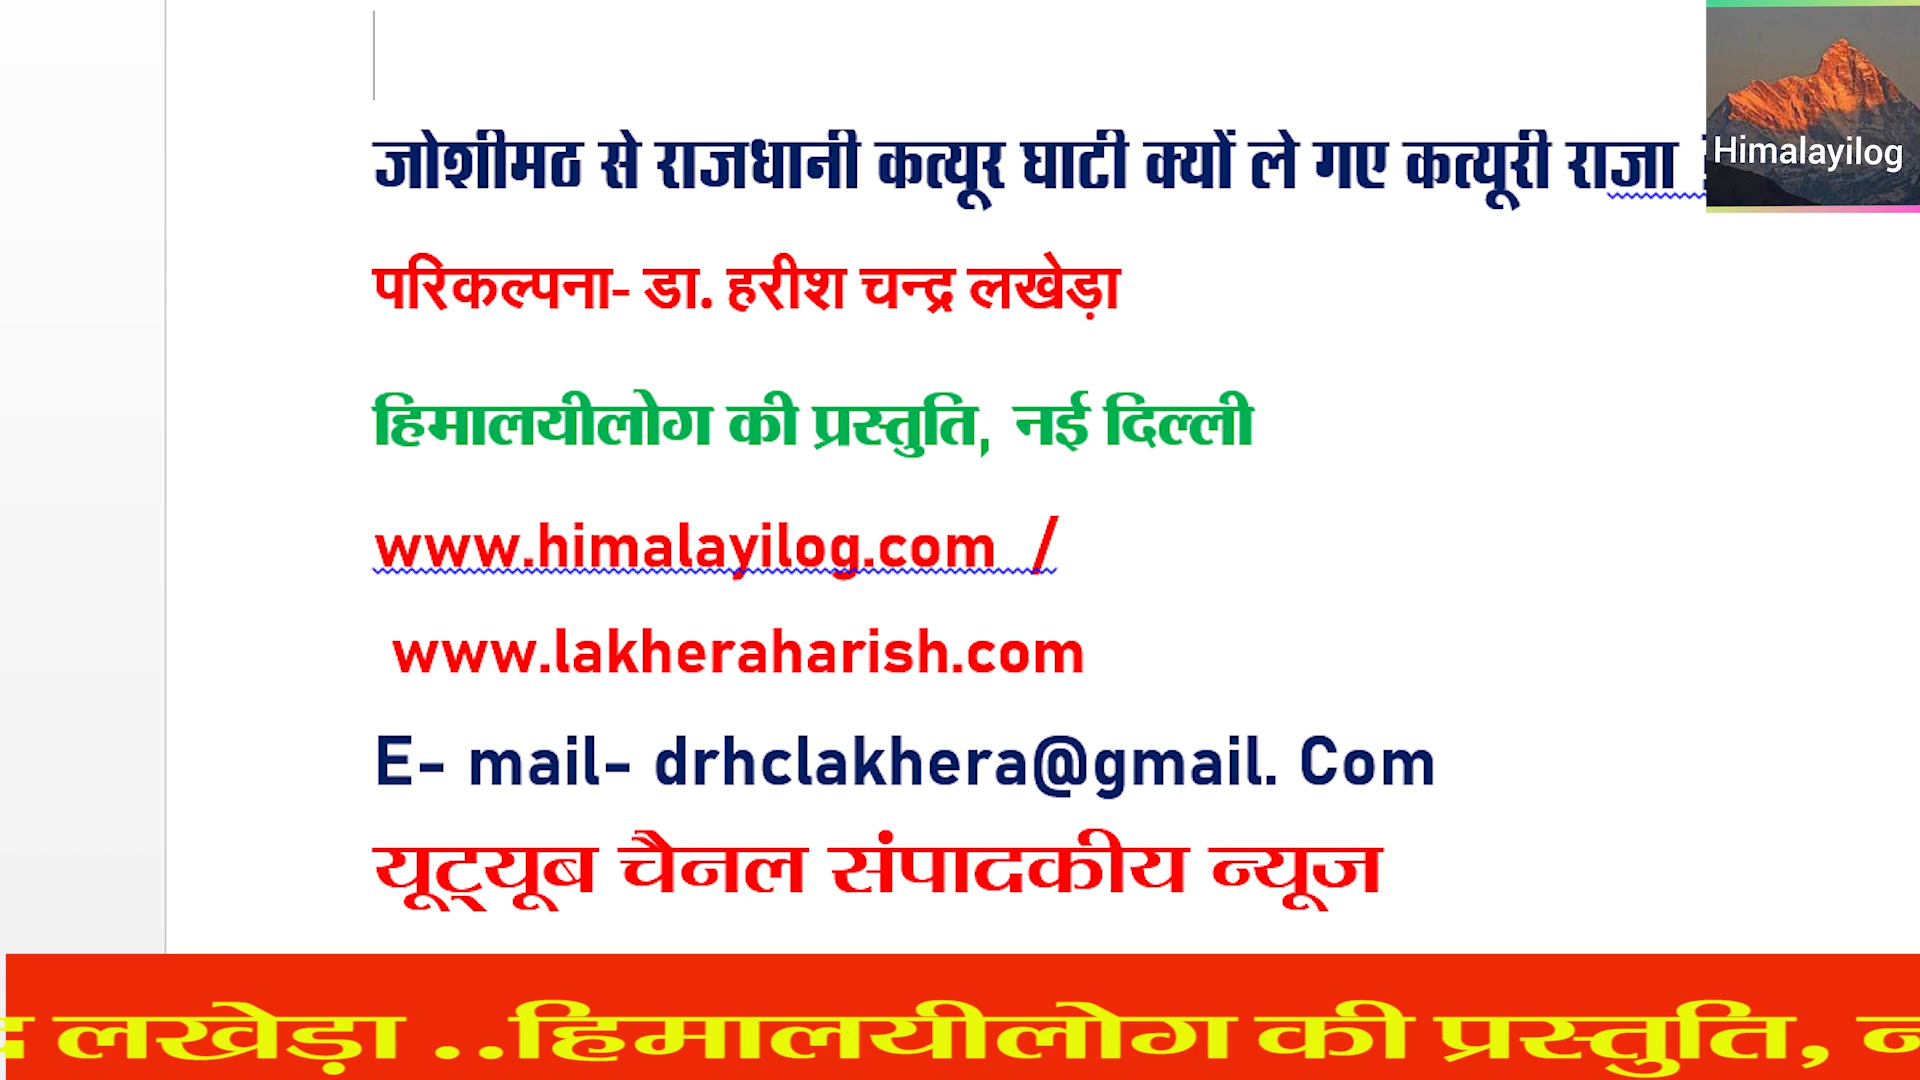 जोशीमठ से राजधानी कत्यूर घाटी क्यों ले गए कत्यूरी राजा
Himalayilog
परिकल्पना- डा. हरीश चन्द्र लखेड़ा
हिमालयीलोग की प्रस्तुति, नई दिल्ली
www.himalayilog.com /
www.lakheraharish.com
E- mail- drhclakhera@gmail. Com
यूट्यूब चैनल संपादकीय न्यूज
लखेड़ा ..हिमालयीलोग की प्रस्तुति,